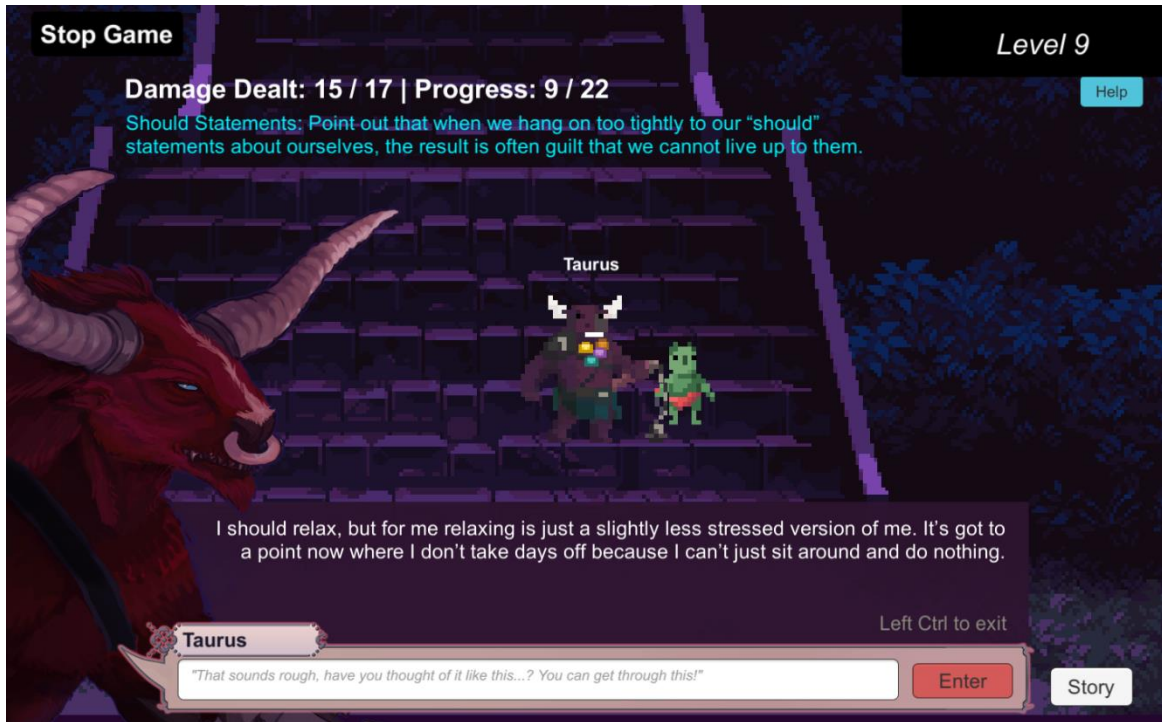 Stop Game
Level 9
Damage Dealt: 15 / 17 | Progress: 9 / 22
Help
Should Statements: Point out that when we hang on too tightly to our “should”
statements about ourselves, the result is often guilt that we cannot live up to them.
Taurus
I should relax, but for me relaxing is just a slightly less stressed version of me. It’s got to
a point now where I don’t take days off because I can’t just sit around and do nothing.
Left Ctrl to exit
Taurus
"That sounds rough, have you thought of it like this...? You can get through this!"
Enter
Story